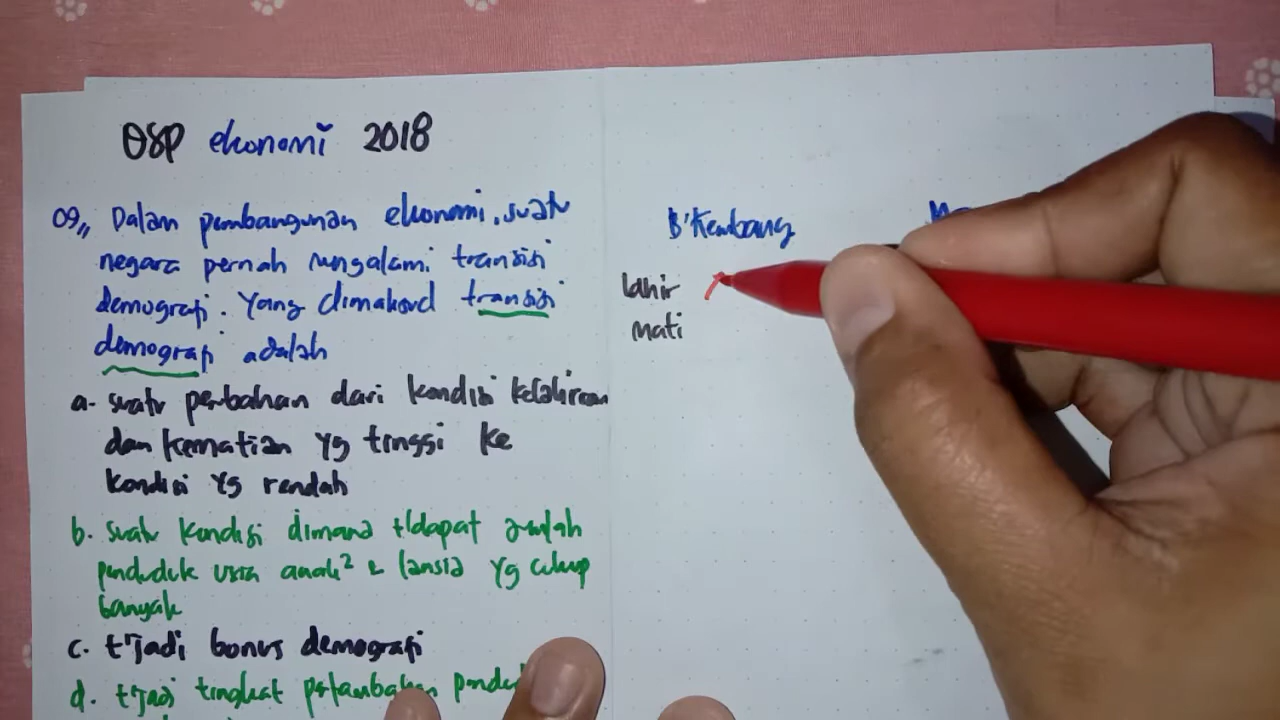 OSP ekonomi 2018
09,, Dalam pembangunan ekonomi, suatu
negara pernah mengalami transisi
demografi. Yang dimaksud transisi
demografi adalah
a. suatu perubahan dari kondisi kelahiran
dan kematian yg tinggi ke
kondisi yg rendah
b. suatu kondisi dimana t'dapat jumlah
penduduk usia anak² & lansia yg cukup
banyak
c. t'jadi bonus demografi
d. t'jadi tingkat
B'kembang
lahir
mati